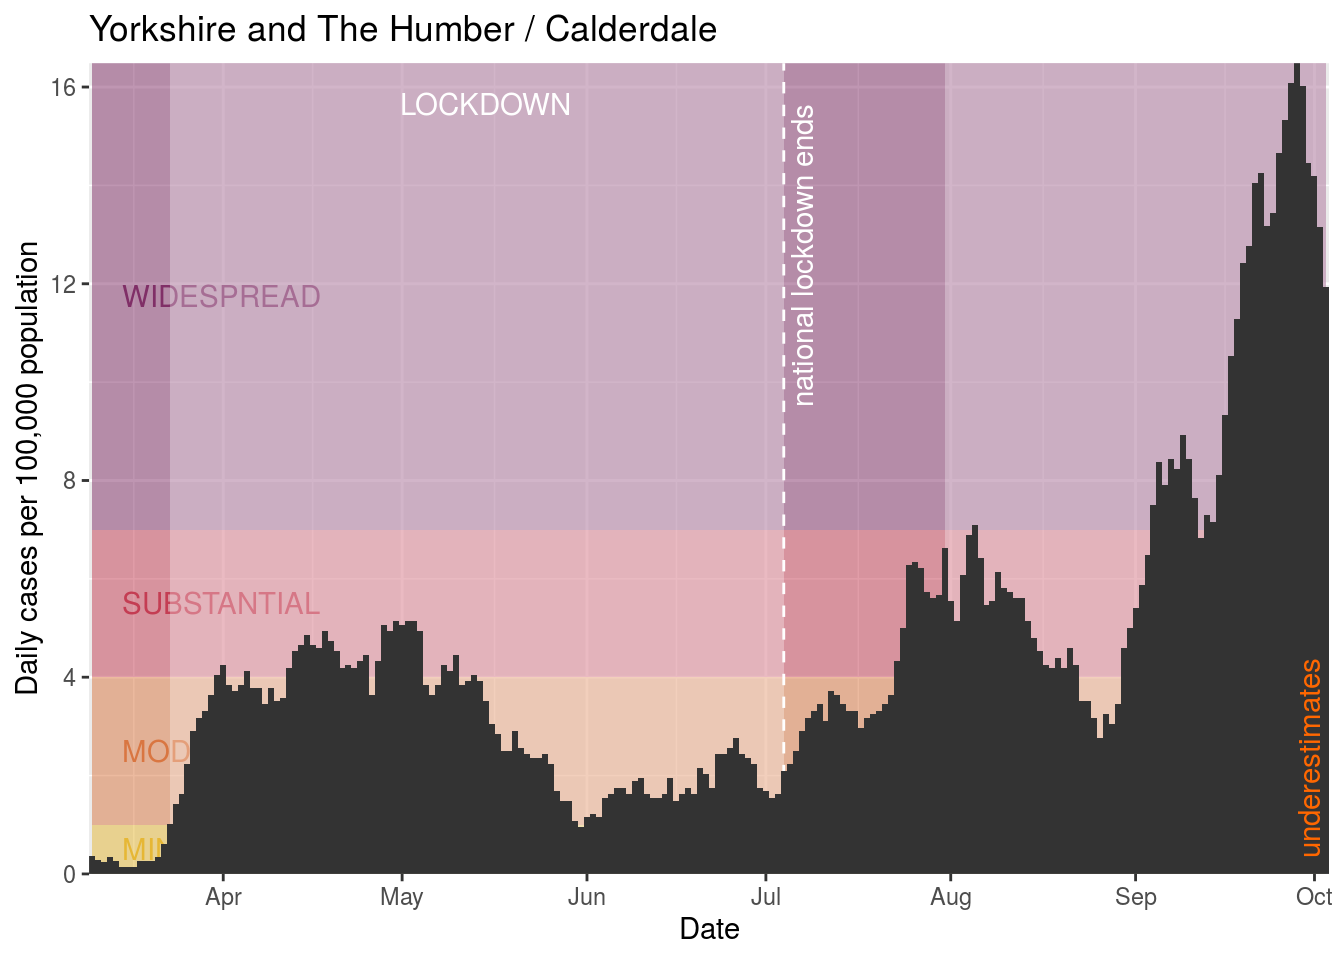 Yorkshire and The Humber / Calderdale
Daily cases per 100,000 population
16
12
8
4
0
LOCKDOWN
WIDESPREAD
SUBSTANTIAL
MOD
MIN
national lockdown ends
underestimates
Apr
May
Jun
Jul
Aug
Sep
Oct
Date